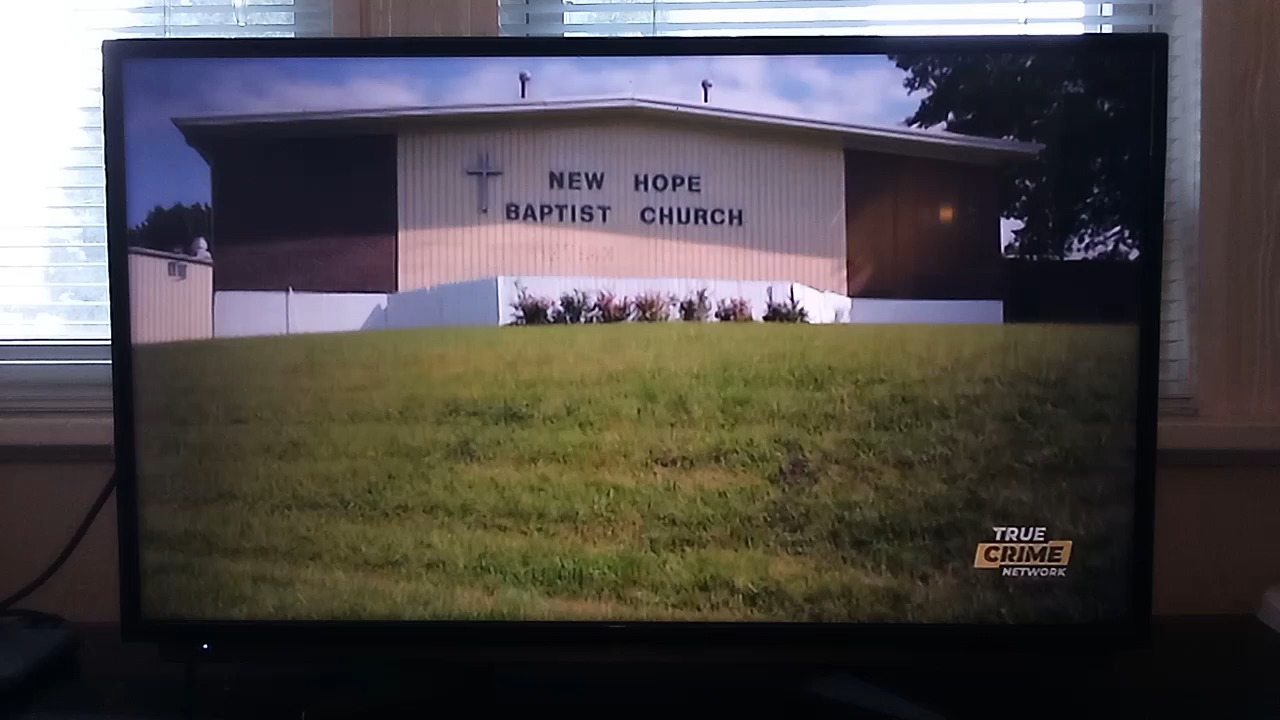 NEW HOPE
BAPTIST CHURCH
TRUE
CRIME
NETWORK